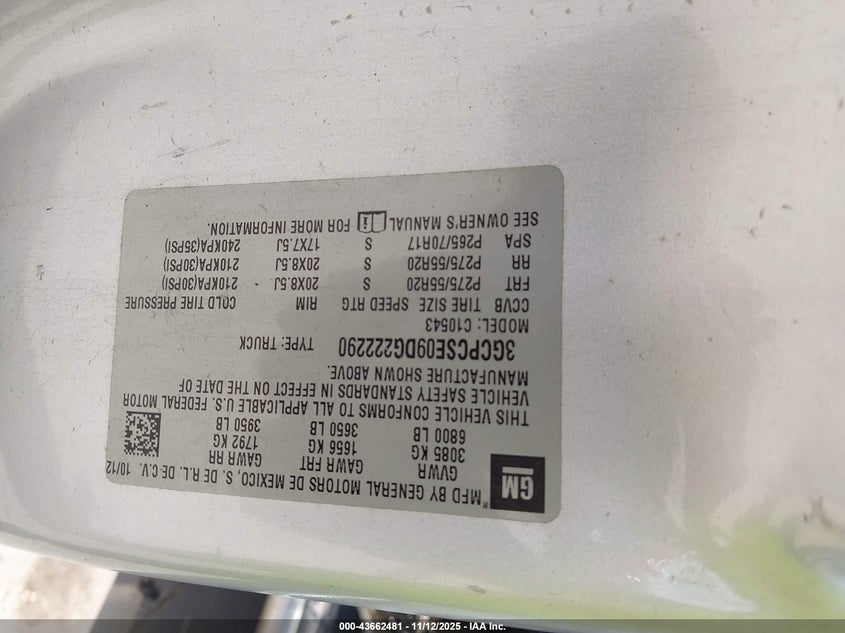 GM
*MFD BY GENERAL MOTORS DE MEXICO, S. DE R.L. DE C.V. 10/12
GVWR GAWR FRT GAWR RR
3085 KG 1656 KG 1792 KG
6800 LB 3650 LB 3950 LB
THIS VEHICLE CONFORMS TO ALL APPLICABLE U.S. FEDERAL MOTOR
VEHICLE SAFETY STANDARDS IN EFFECT ON THE DATE OF
MANUFACTURE SHOWN ABOVE.
3GCPCSE09DG222290 TYPE: TRUCK
MODEL: C10543
CCVB TIRE SIZE SPEED RTG RIM COLD TIRE PRESSURE
FRT P275/55R20 S 20X8.5J 210KPA(30PSI)
RR P275/55R20 S 20X8.5J 210KPA(30PSI)
SPA P265/70R17 S 17X7.5J 240KPA(35PSI)
SEE OWNER'S MANUAL FOR MORE INFORMATION.
000-43662481 - 11/12/2025 - IAA Inc.